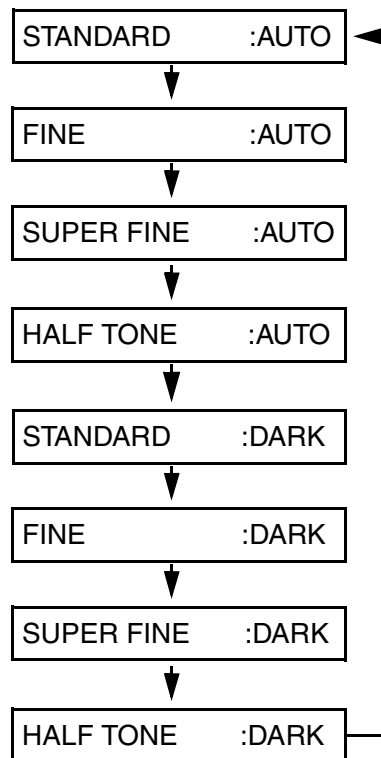 STANDARD :AUTO
FINE :AUTO
SUPER FINE :AUTO
HALF TONE :AUTO
STANDARD :DARK
FINE :DARK
SUPER FINE :DARK
HALF TONE :DARK